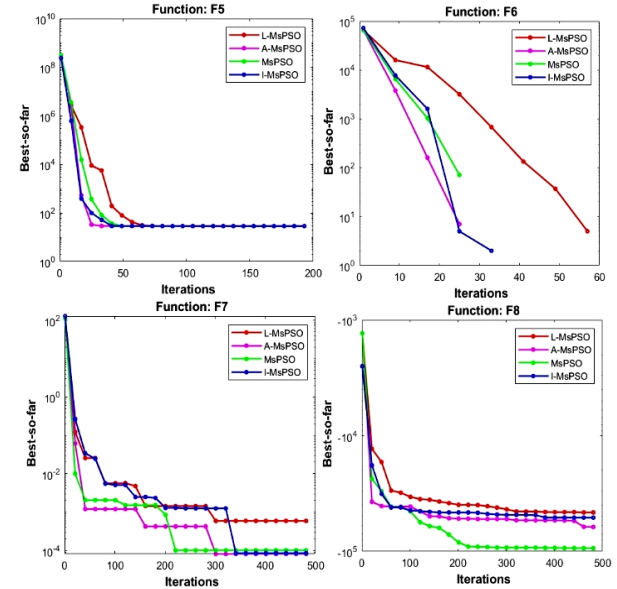 Function: F5
10^10
10^8
10^6
10^4
10^2
10^0
Best-so-far
0 50 100 150 200
Iterations
L-MsPSO
A-MsPSO
MsPSO
I-MsPSO
Function: F6
10^5
10^4
10^3
10^2
10^1
10^0
Best-so-far
0 10 20 30 40 50 60
Iterations
L-MsPSO
A-MsPSO
MsPSO
I-MsPSO
Function: F7
10^2
10^-2
10^-4
Best-so-far
0 100 200 300 400 500
Iterations
L-MsPSO
A-MsPSO
MsPSO
I-MsPSO
Function: F8
-10^3
-10^4
-10^5
Best-so-far
0 100 200 300 400 500
Iterations
L-MsPSO
A-MsPSO
MsPSO
I-MsPSO